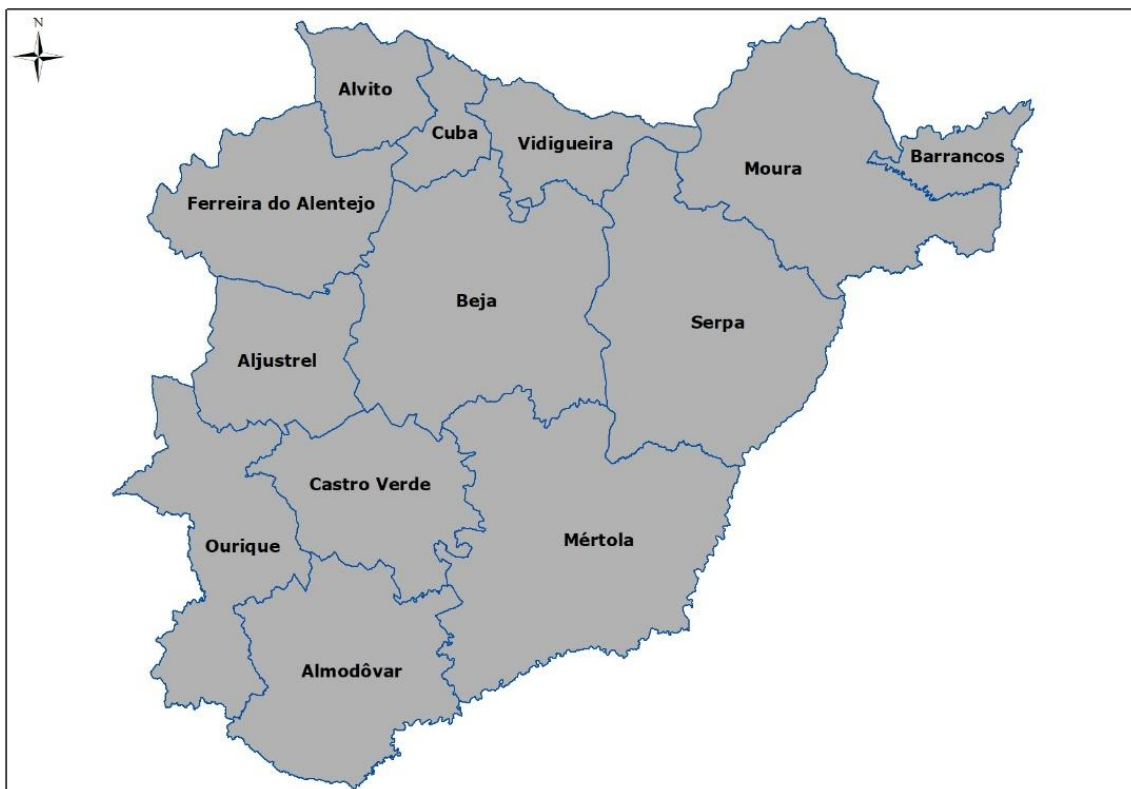 N
Alvito
Cuba
Vidigueira
Moura
Barrancos
Ferreira do Alentejo
Beja
Serpa
Aljustrel
Castro Verde
Ourique
Mértola
Almodôvar